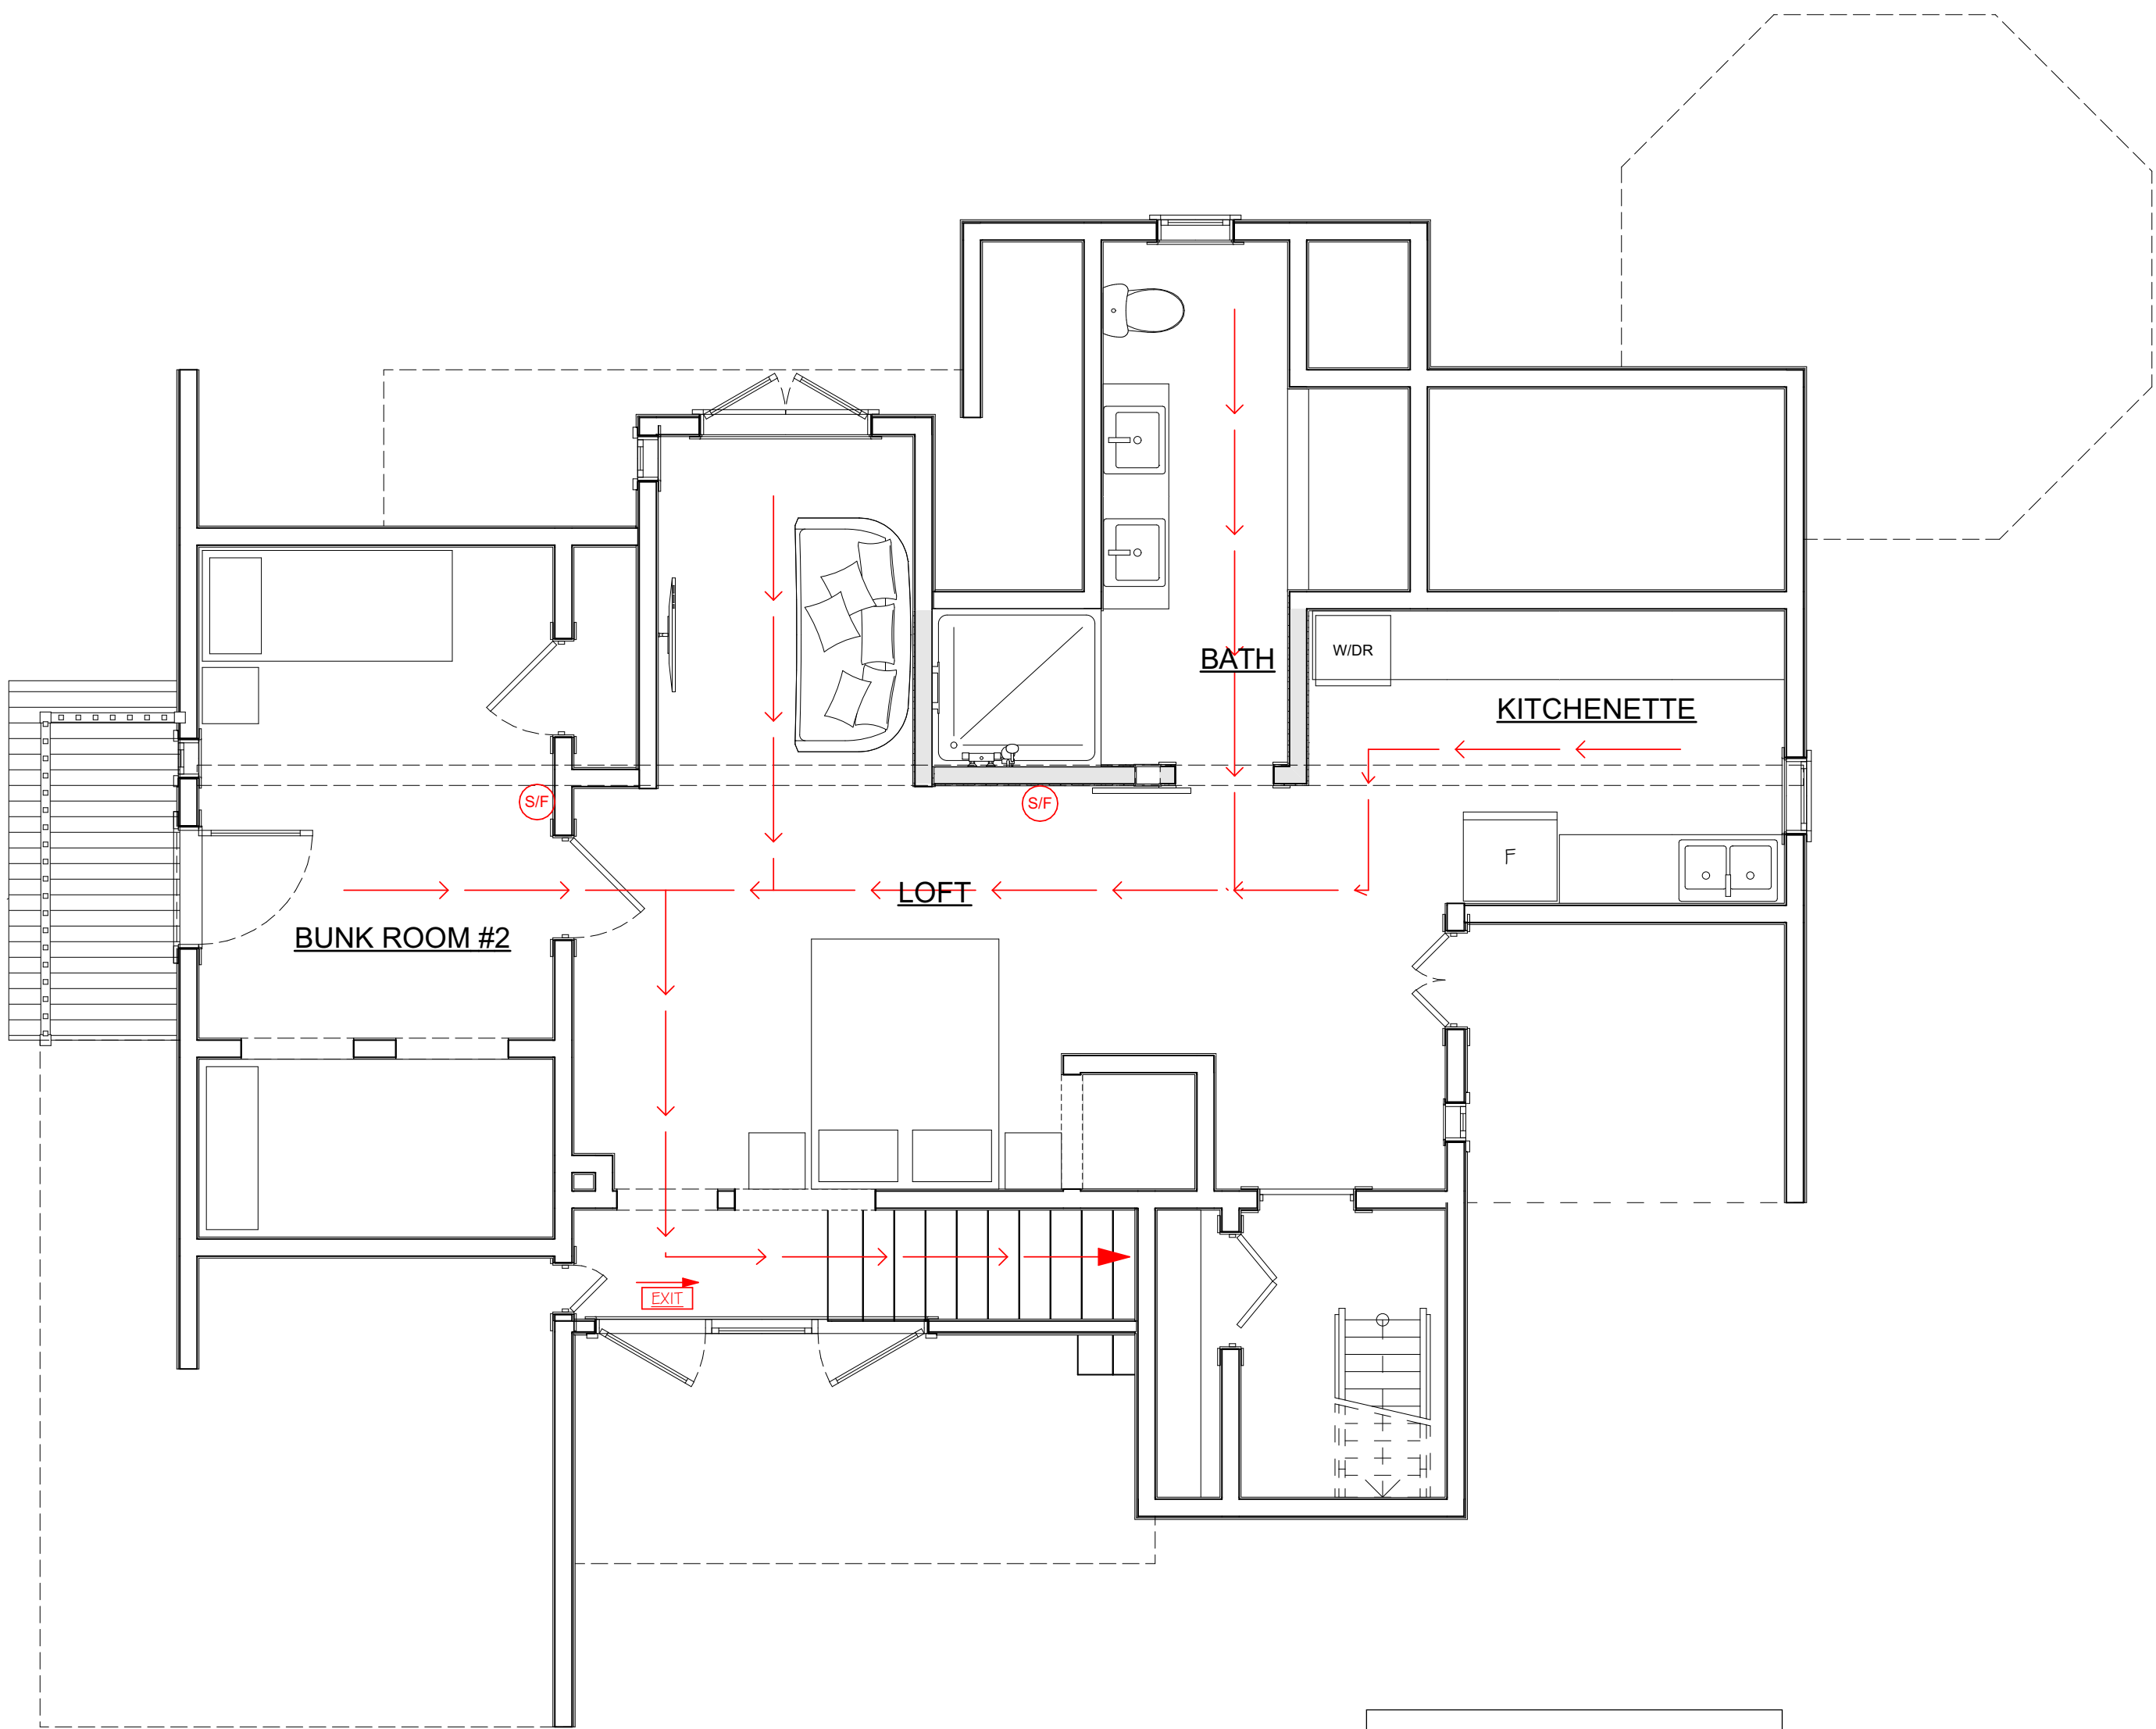 BATH
W/DR
KITCHENETTE
S/F
S/F
F
LOFT
BUNK ROOM #2
EXIT